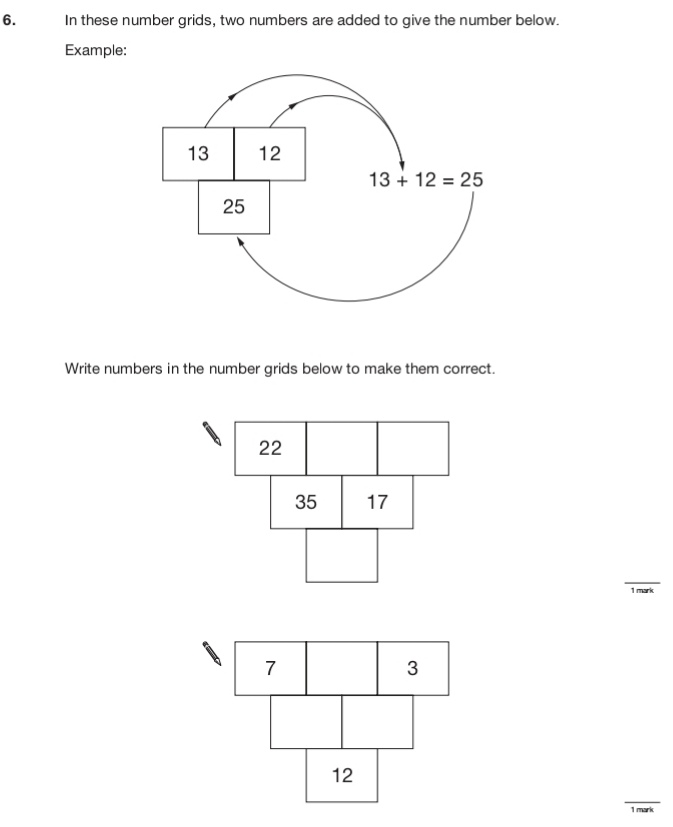 6. In these number grids, two numbers are added to give the number below.
Example:
13 12
13 + 12 = 25
25
Write numbers in the number grids below to make them correct.
22
35 17
1 mark
7 3
12
1 mark